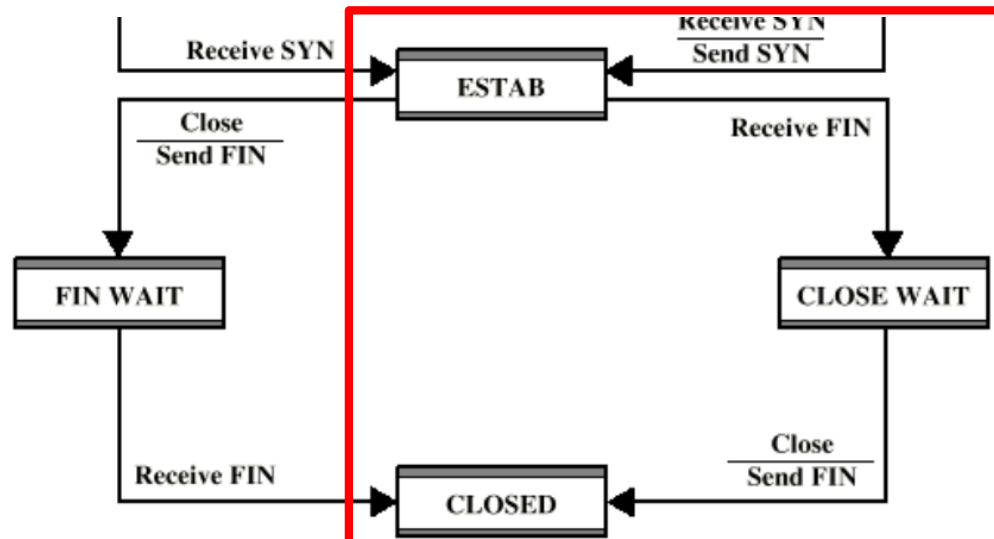 Receive SYN
Receive SYN
Send SYN
ESTAB
Close
Send FIN
Receive FIN
FIN WAIT
CLOSE WAIT
Receive FIN
Close
Send FIN
CLOSED